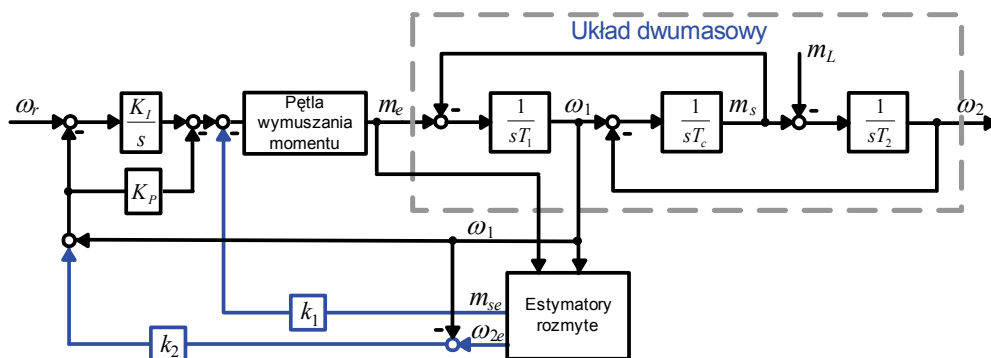 Układ dwumasowy
m_L
ω_r
K_I
s
Pętla
wymuszania
momentu
m_e
1
sT_1
ω_1
1
sT_c
m_s
1
sT_2
ω_2
K_P
ω_1
Estymatory
rozmyte
m_se
k_1
ω_2e
k_2